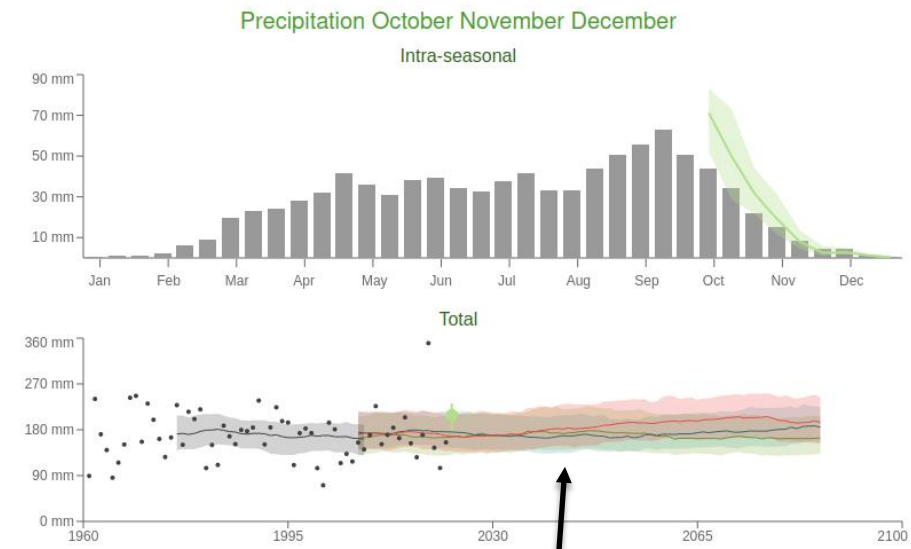 Precipitation October November December
Intra-seasonal
90 mm
70 mm
50 mm
30 mm
10 mm
Jan Feb Mar Apr May Jun Jul Aug Sep Oct Nov Dec
Total
360 mm
270 mm
180 mm
90 mm
0 mm
1960 1995 2030 2065 2100